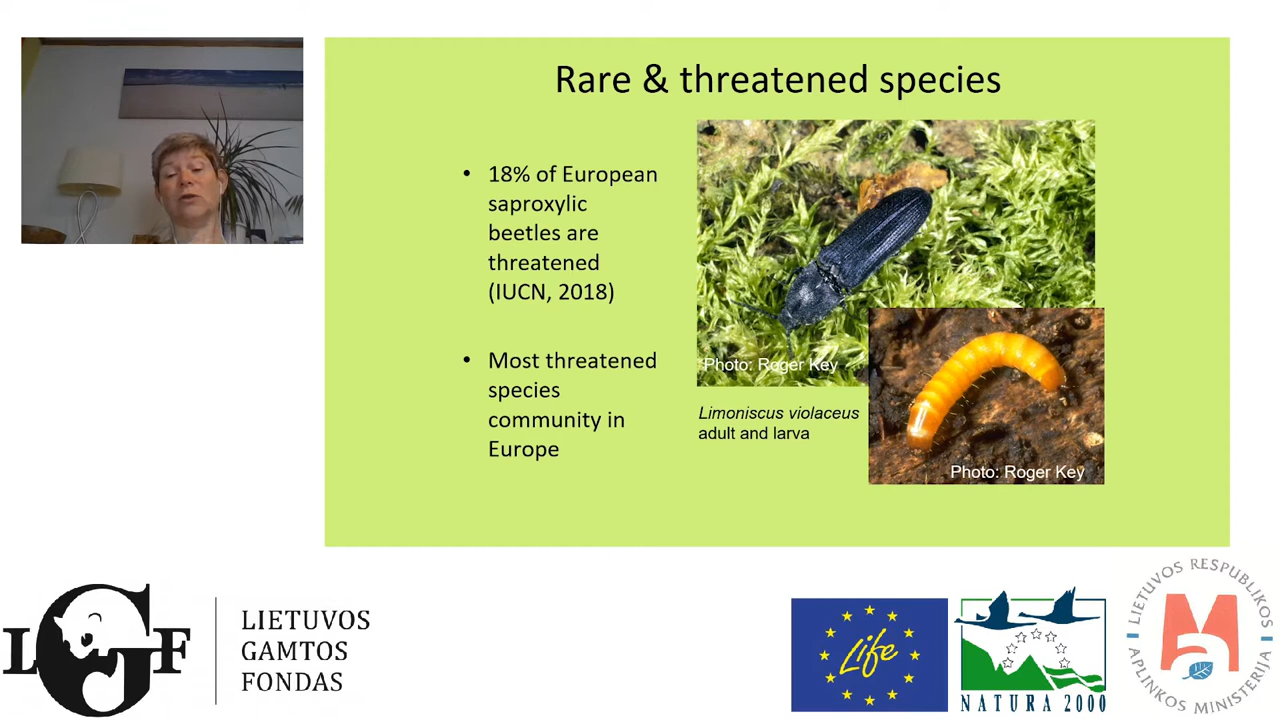 Rare & threatened species
• 18% of European
saproxylic
beetles are
threatened
(IUCN, 2018)
• Most threatened
species
community in
Europe
Photo: Roger Key
Limoniscus violaceus
adult and larva
Photo: Roger Key
LGF
LIETUVOS
GAMTOS
FONDAS
Life
NATURA 2000
LIETUVOS RESPUBLIKOS
APLINKOS MINISTERIJA